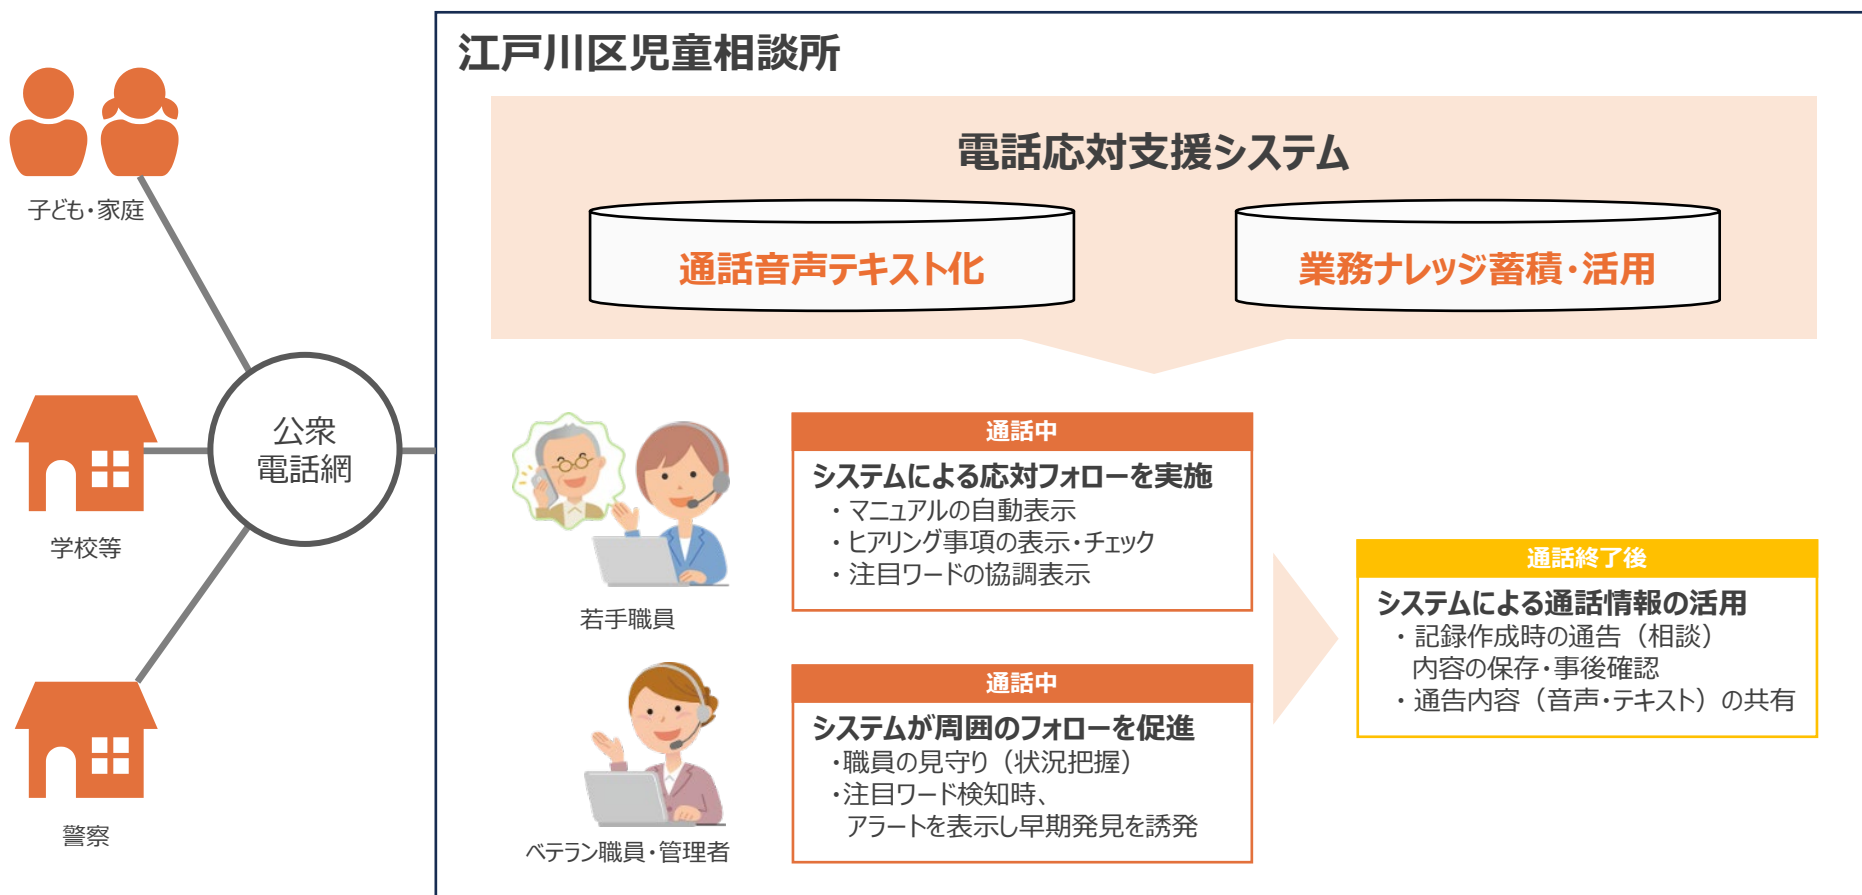 江戸川区児童相談所
電話応対支援システム
通話音声テキスト化
業務ナレッジ蓄積・活用
子ども・家庭
公衆
電話網
学校等
警察
若手職員
通話中
システムによる応対フォローを実施
・マニュアルの自動表示
・ヒアリング事項の表示・チェック
・注目ワードの協調表示
ベテラン職員・管理者
通話中
システムが周囲のフォローを促進
・職員の見守り（状況把握）
・注目ワード検知時、
アラートを表示し早期発見を誘発
通話終了後
システムによる通話情報の活用
・記録作成時の通告（相談）
内容の保存・事後確認
・通告内容（音声・テキスト）の共有